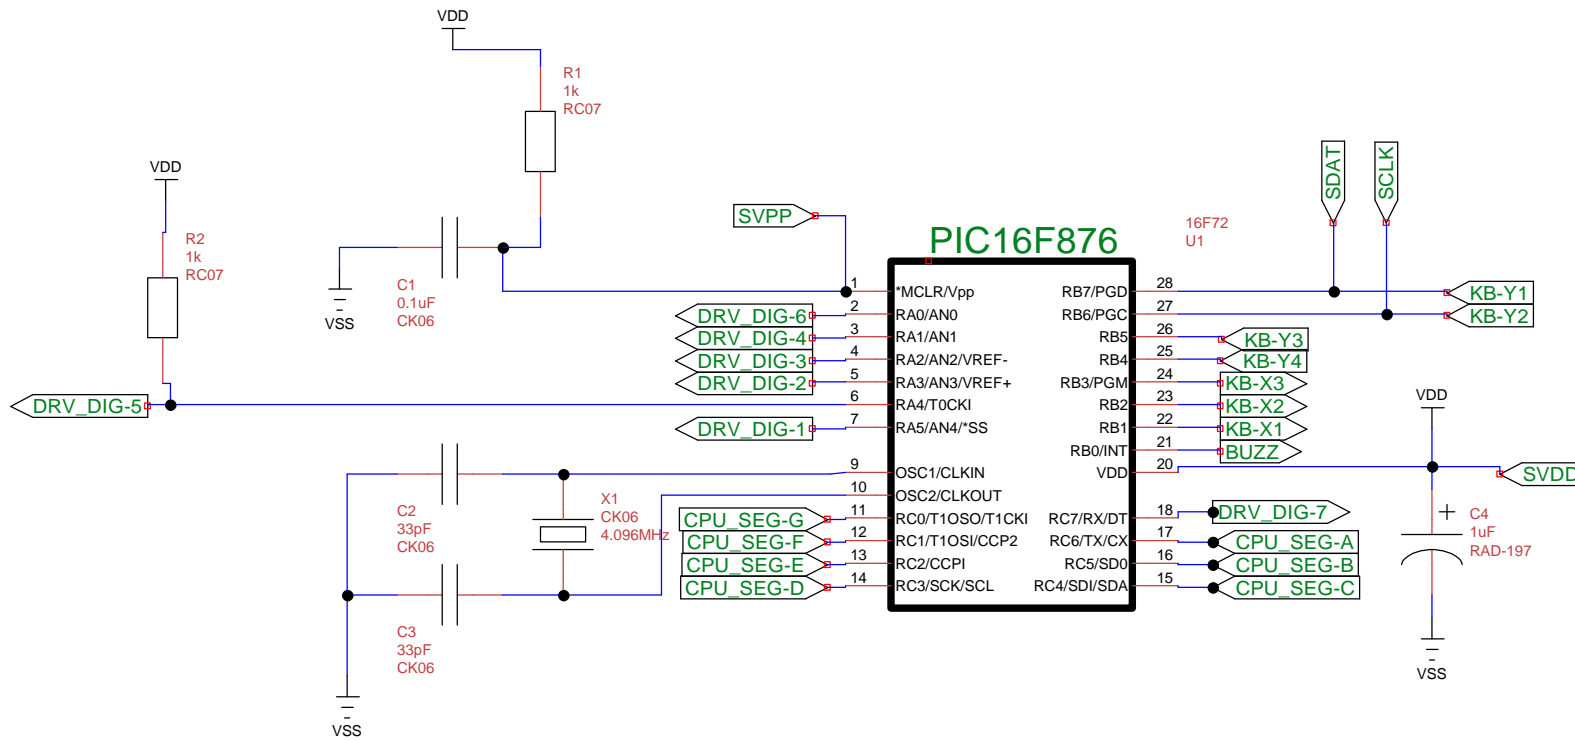 VDD
R1
1k
RC07
VDD
R2
1k
RC07
C1
0.1uF
CK06
VSS
SVPP
PIC16F876
16F72
U1
SDAT
SCLK
1
*MCLR/Vpp
RB7/PGD
28
KB-Y1
DRV_DIG-6
2
RA0/AN0
RB6/PGC
27
KB-Y2
DRV_DIG-4
3
RA1/AN1
RB5
26
KB-Y3
DRV_DIG-3
4
RA2/AN2/VREF-
RB4
25
KB-Y4
DRV_DIG-2
5
RA3/AN3/VREF+
RB3/PGM
24
KB-X3
DRV_DIG-5
6
RA4/T0CKI
RB2
23
KB-X2
DRV_DIG-1
7
RA5/AN4/*SS
RB1
22
KB-X1
RB0/INT
21
BUZZ
9
OSC1/CLKIN
VDD
20
VDD
SVDD
10
OSC2/CLKOUT
C2
33pF
CK06
X1
CK06
4.096MHz
CPU_SEG-G
11
RC0/T1OSO/T1CKI
RC7/RX/DT
18
DRV_DIG-7
CPU_SEG-F
12
RC1/T1OSI/CCP2
RC6/TX/CX
17
CPU_SEG-A
CPU_SEG-E
13
RC2/CCPI
RC5/SD0
16
CPU_SEG-B
CPU_SEG-D
14
RC3/SCK/SCL
RC4/SDI/SDA
15
CPU_SEG-C
+
C4
1uF
RAD-197
C3
33pF
CK06
VSS
VSS